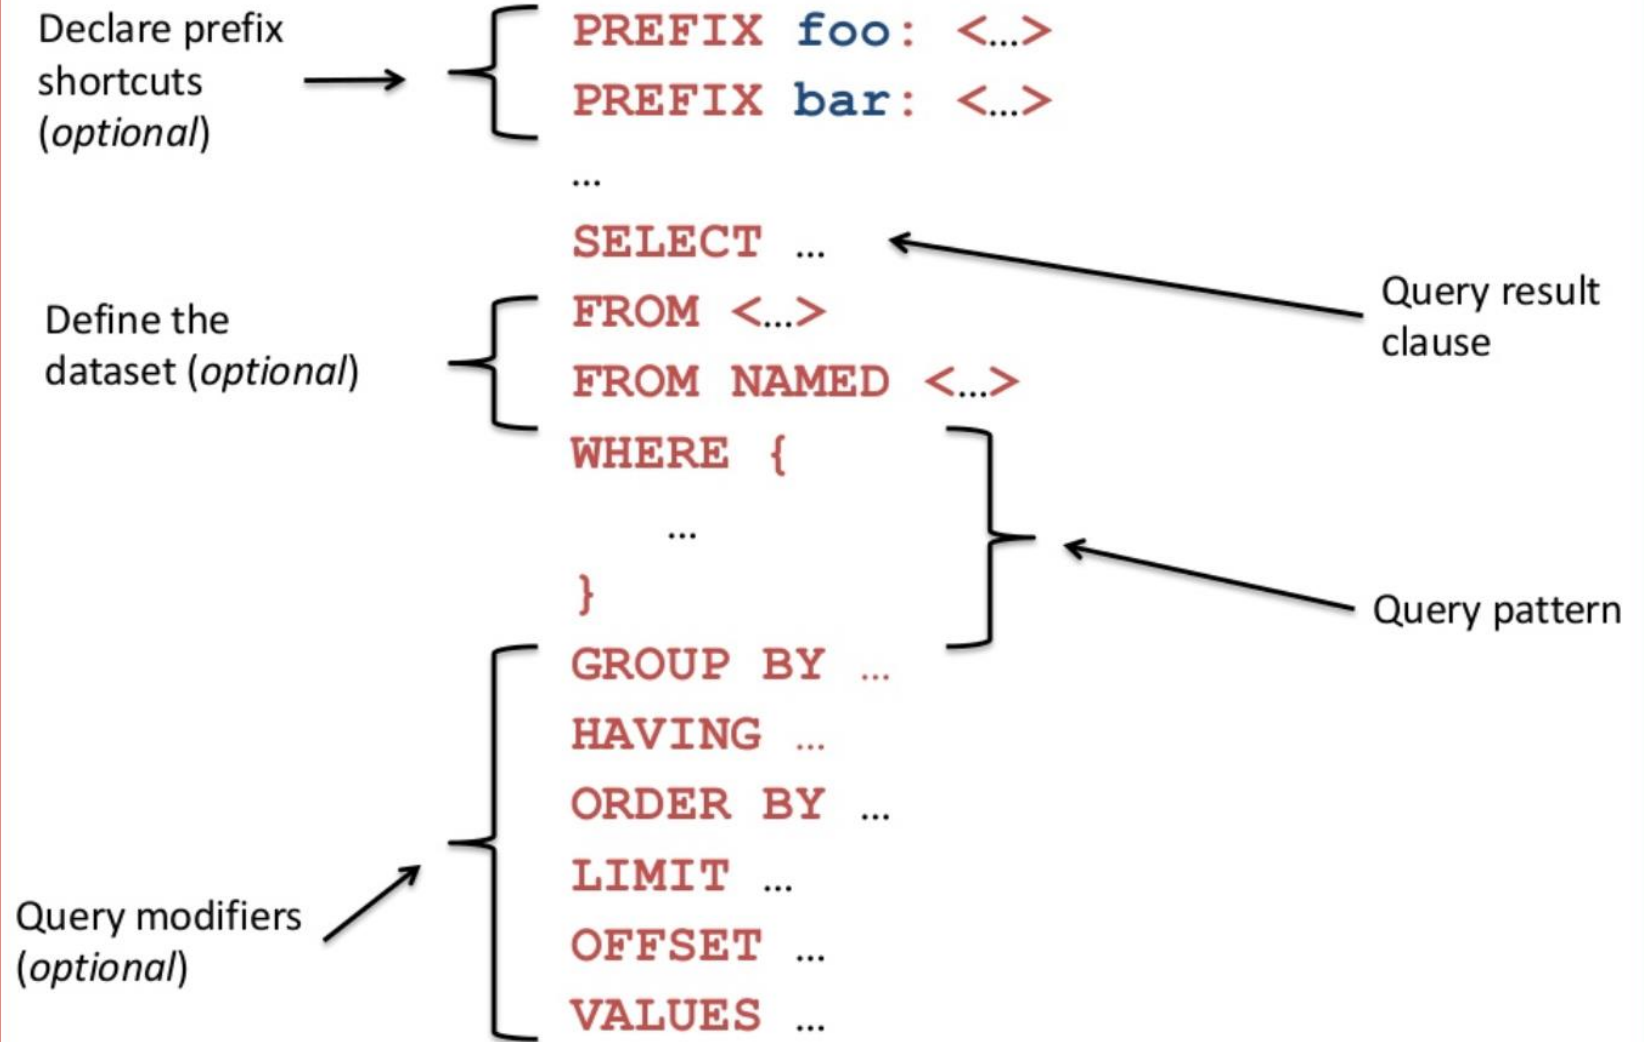 Declare prefix
shortcuts
(optional)
PREFIX foo: <...>
PREFIX bar: <...>
...
SELECT ...
Query result
clause
Define the
dataset (optional)
FROM <...>
FROM NAMED <...>
WHERE {
...
}
Query pattern
Query modifiers
(optional)
GROUP BY ...
HAVING ...
ORDER BY ...
LIMIT ...
OFFSET ...
VALUES ...